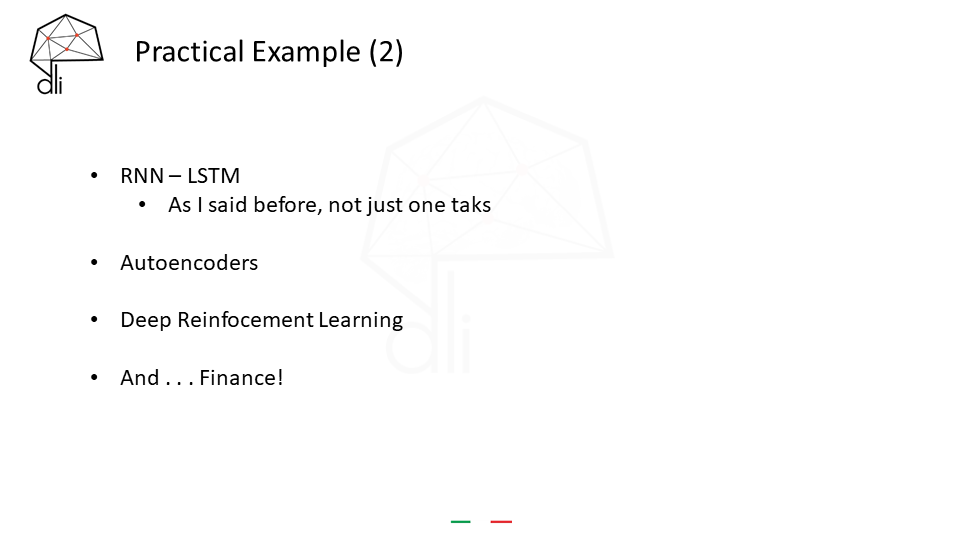 dli
Practical Example (2)
• RNN – LSTM
• As I said before, not just one taks
• Autoencoders
• Deep Reinfocement Learning
• And . . . Finance!
dli